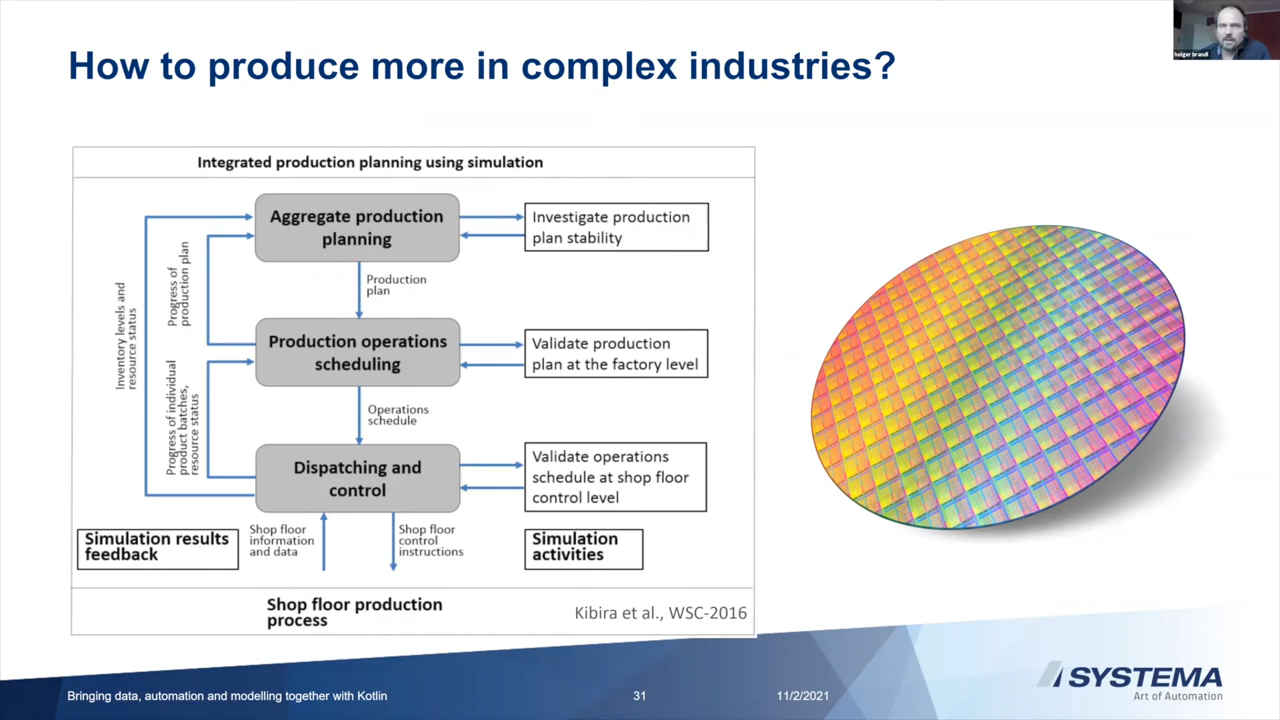 How to produce more in complex industries?
holger brandl
Integrated production planning using simulation
Aggregate production
planning
Investigate production
plan stability
Production
plan
Progress of
production plan
Inventory levels and
resource status
Production operations
scheduling
Validate production
plan at the factory level
Operations
schedule
Progress of individual
product batches,
resource status
Dispatching and
control
Validate operations
schedule at shop floor
control level
Simulation results
feedback
Shop floor
information
and data
Shop floor
control
instructions
Simulation
activities
Shop floor production
process
Kibira et al., WSC-2016
Bringing data, automation and modelling together with Kotlin
31
11/2/2021
SYSTEMA
Art of Automation